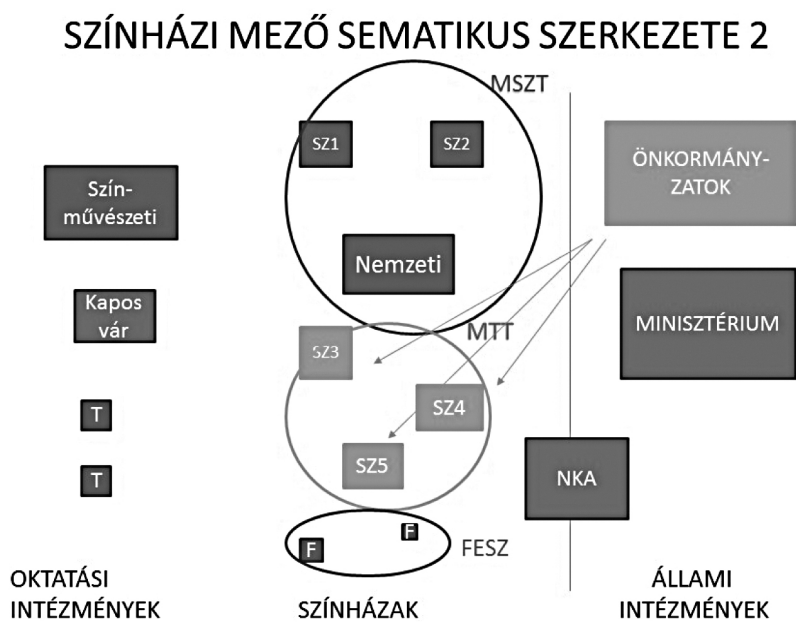 SZÍNHÁZI MEZŐ SEMATIKUS SZERKEZETE 2
MSZT
SZ1
SZ2
ÖNKORMÁNY-
ZATOK
Szín-
művészeti
Nemzeti
Kapos
vár
MINISZTÉRIUM
MTT
SZ3
SZ4
T
SZ5
T
NKA
F
F
FESZ
OKTATÁSI
INTÉZMÉNYEK
SZÍNHÁZAK
ÁLLAMI
INTÉZMÉNYEK